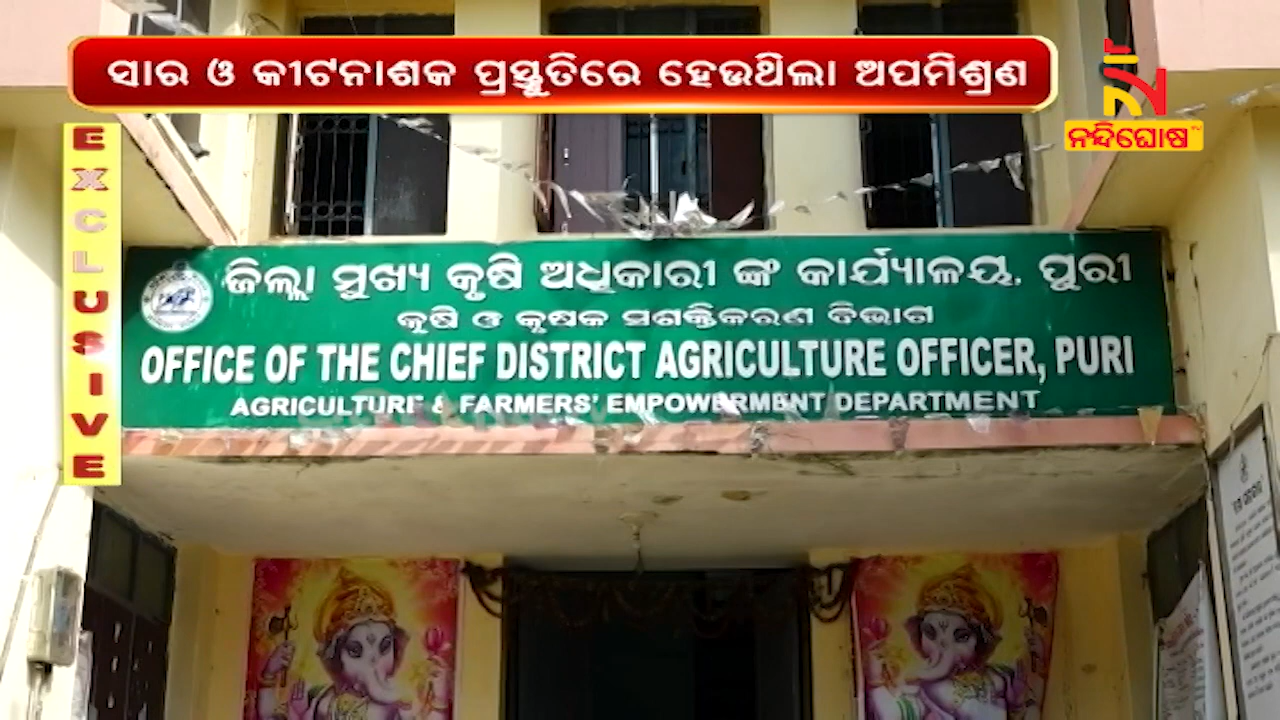 ସାର ଓ କୀଟନାଶକ ପ୍ରସ୍ତୁତିରେ ହେଉଥିଲା ଅପମିଶ୍ରଣ
ନନ୍ଦିଘୋଷ
EXCLUSIVE
ଜିଲ୍ଲା ମୁଖ୍ୟ କୃଷି ଅଧିକାରୀ ଙ୍କ କାର୍ଯ୍ୟାଳୟ, ପୁରୀ
କୃଷି ଓ କୃଷକ ସଶକ୍ତିକରଣ ବିଭାଗ
OFFICE OF THE CHIEF DISTRICT AGRICULTURE OFFICER, PURI
AGRICULTURE & FARMERS' EMPOWERMENT DEPARTMENT